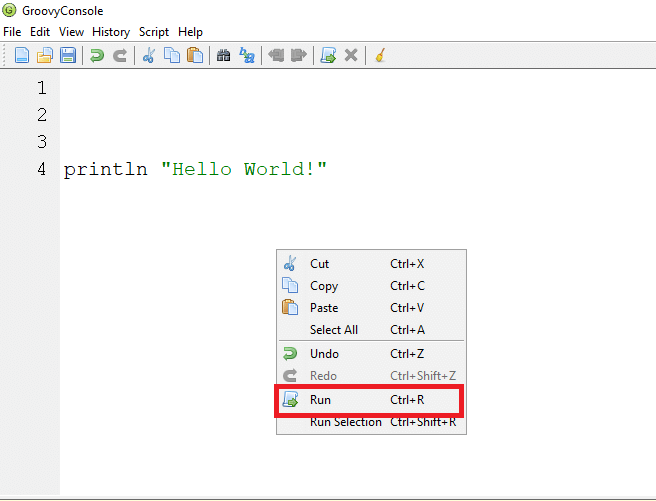 GroovyConsole
File Edit View History Script Help
1
2
3
4 println "Hello World!"
Cut Ctrl+X
Copy Ctrl+C
Paste Ctrl+V
Select All Ctrl+A
Undo Ctrl+Z
Redo Ctrl+Shift+Z
Run Ctrl+R
Run Selection Ctrl+Shift+R